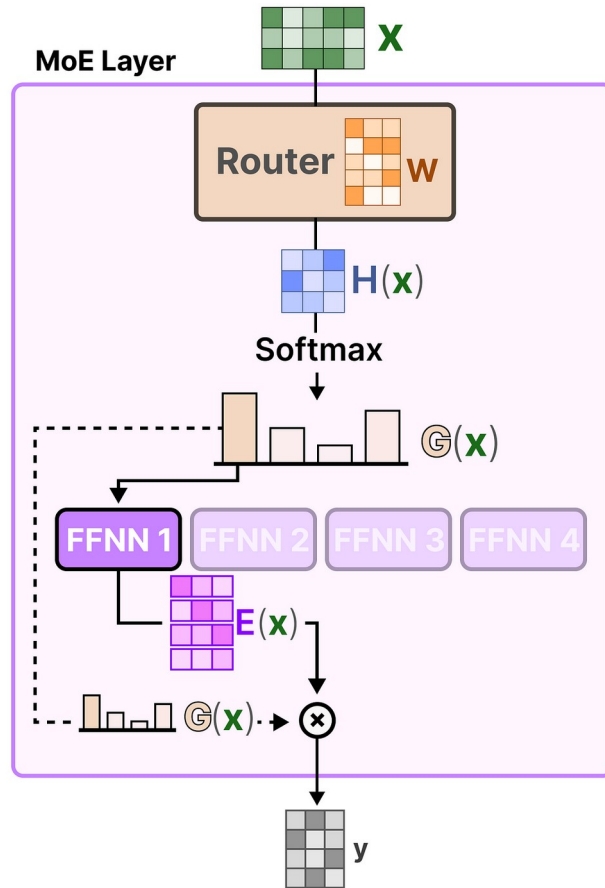 X
MoE Layer
Router
W
H(x)
Softmax
G(x)
FFNN 1
FFNN 2
FFNN 3
FFNN 4
E(x)
G(x)
y